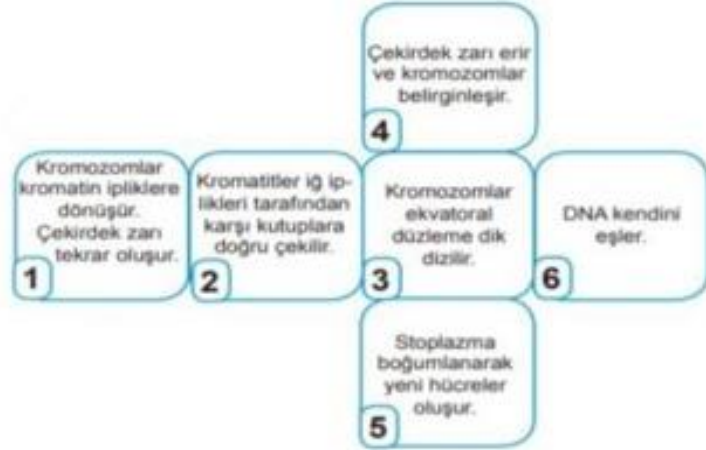 Çekirdek zarı erir
ve kromozomlar
belirginleşir.
4
Kromozomlar
kromatin ipliklere
dönüşür.
Çekirdek zarı
tekrar oluşur.
1
Kromatitler iğ ip-
likleri tarafından
karşı kutuplara
doğru çekilir.
2
Kromozomlar
ekvatoral
düzleme dik
dizilir.
3
DNA kendini
eşler.
6
Stoplazma
boğumlanarak
yeni hücreler
oluşur.
5